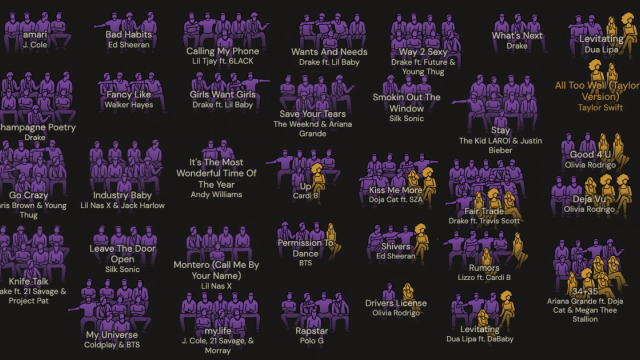 amari
J. Cole
Bad Habits
Ed Sheeran
Calling My Phone
Lil Tjay ft. 6LACK
Wants And Needs
Drake ft. Lil Baby
Way 2 Sexy
Drake ft. Future &
Young Thug
What's Next
Drake
Levitating
Dua Lipa
hampagne Poetry
Drake
Fancy Like
Walker Hayes
Girls Want Girls
Drake ft. Lil Baby
Save Your Tears
The Weeknd & Ariana
Grande
Smokin Out The
Window
Silk Sonic
Stay
The Kid LAROI & Justin
Bieber
All Too Well (Taylor
Version)
Taylor Swift
Good 4 U
Olivia Rodrigo
Go Crazy
ris Brown & Young
Thug
Industry Baby
Lil Nas X & Jack Harlow
It's The Most
Wonderful Time Of
The Year
Andy Williams
Up
Cardi B
Kiss Me More
Doja Cat ft. SZA
Fair Trade
Drake ft. Travis Scott
Deja Vu
Olivia Rodrigo
Knife Talk
ake ft. 21 Savage &
Project Pat
Leave The Door
Open
Silk Sonic
Montero (Call Me By
Your Name)
Lil Nas X
Permission To
Dance
BTS
Shivers
Ed Sheeran
Rumors
Lizzo ft. Cardi B
34+35
Ariana Grande ft. Doja
Cat & Megan Thee
Stallion
My Universe
Coldplay & BTS
my.life
J. Cole, 21 Savage, &
Morray
Rapstar
Polo G
Drivers License
Olivia Rodrigo
Levitating
Dua Lipa ft. DaBaby